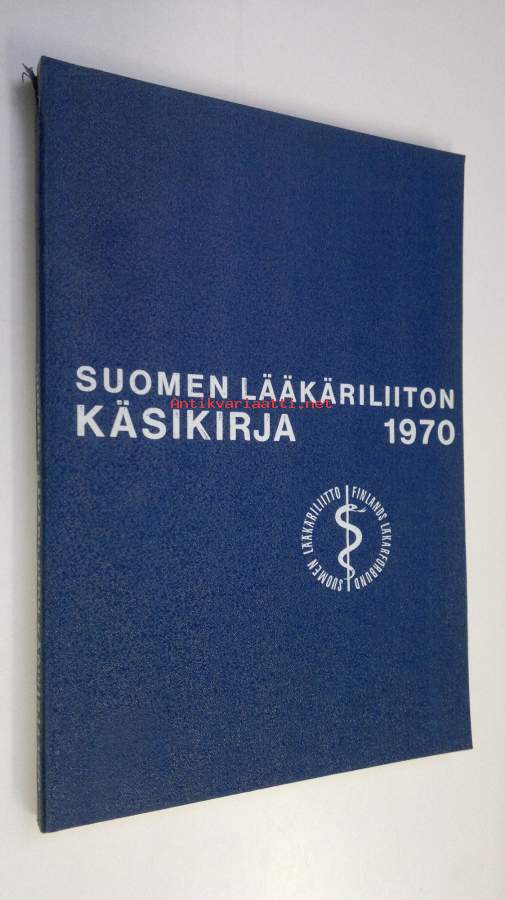 SUOMEN LÄÄKÄRILIITON
Antikvariaatti.net
KÄSIKIRJA 1970
SUOMEN LÄÄKÄRILIITTO
FINLANDS LÄKARFÖRBUND